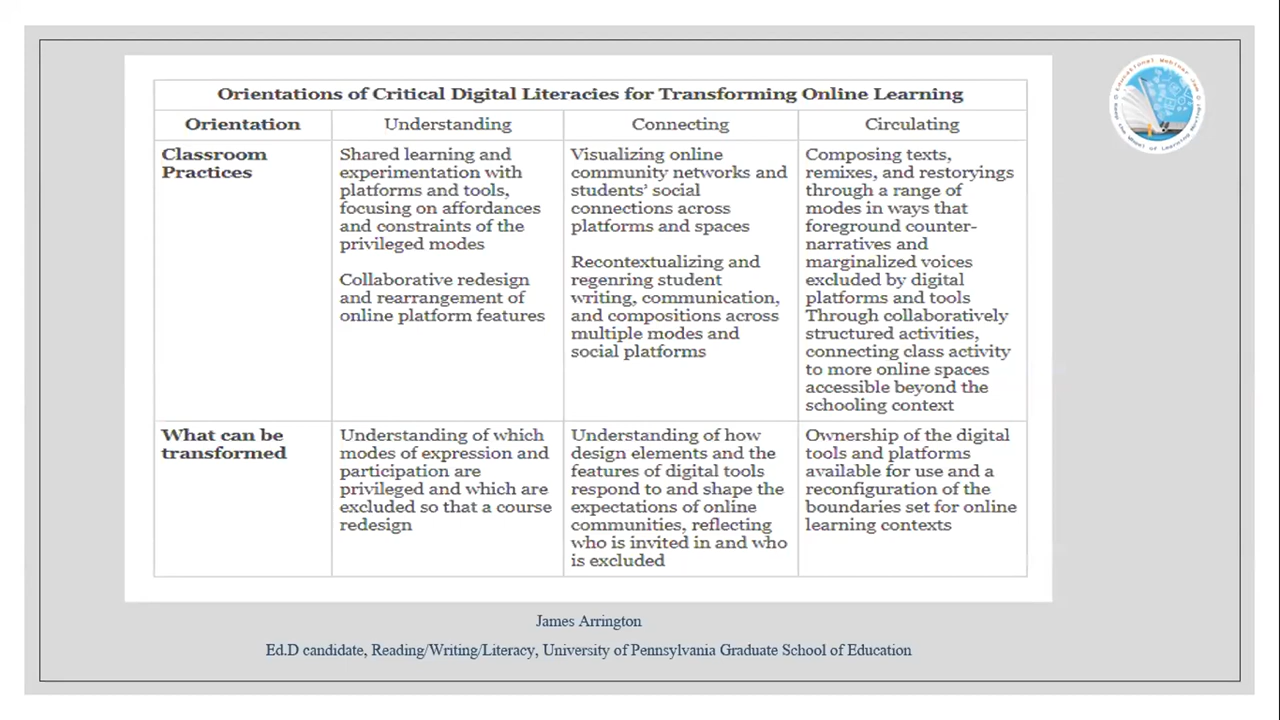 Orientations of Critical Digital Literacies for Transforming Online Learning
Orientation
Understanding
Connecting
Circulating
Classroom
Practices
Shared learning and
experimentation with
platforms and tools,
focusing on affordances
and constraints of the
privileged modes
Collaborative redesign
and rearrangement of
online platform features
Visualizing online
community networks and
students' social
connections across
platforms and spaces
Recontextualizing and
regenring student
writing, communication,
and compositions across
multiple modes and
social platforms
Composing texts,
remixes, and restoryings
through a range of
modes in ways that
foreground counter-
narratives and
marginalized voices
excluded by digital
platforms and tools
Through collaboratively
structured activities,
connecting class activity
to more online spaces
accessible beyond the
schooling context
What can be
transformed
Understanding of which
modes of expression and
participation are
privileged and which are
excluded so that a course
redesign
Understanding of how
design elements and the
features of digital tools
respond to and shape the
expectations of online
communities, reflecting
who is invited in and who
is excluded
Ownership of the digital
tools and platforms
available for use and a
reconfiguration of the
boundaries set for online
learning contexts
James Arrington
Ed.D candidate, Reading/Writing/Literacy, University of Pennsylvania Graduate School of Education